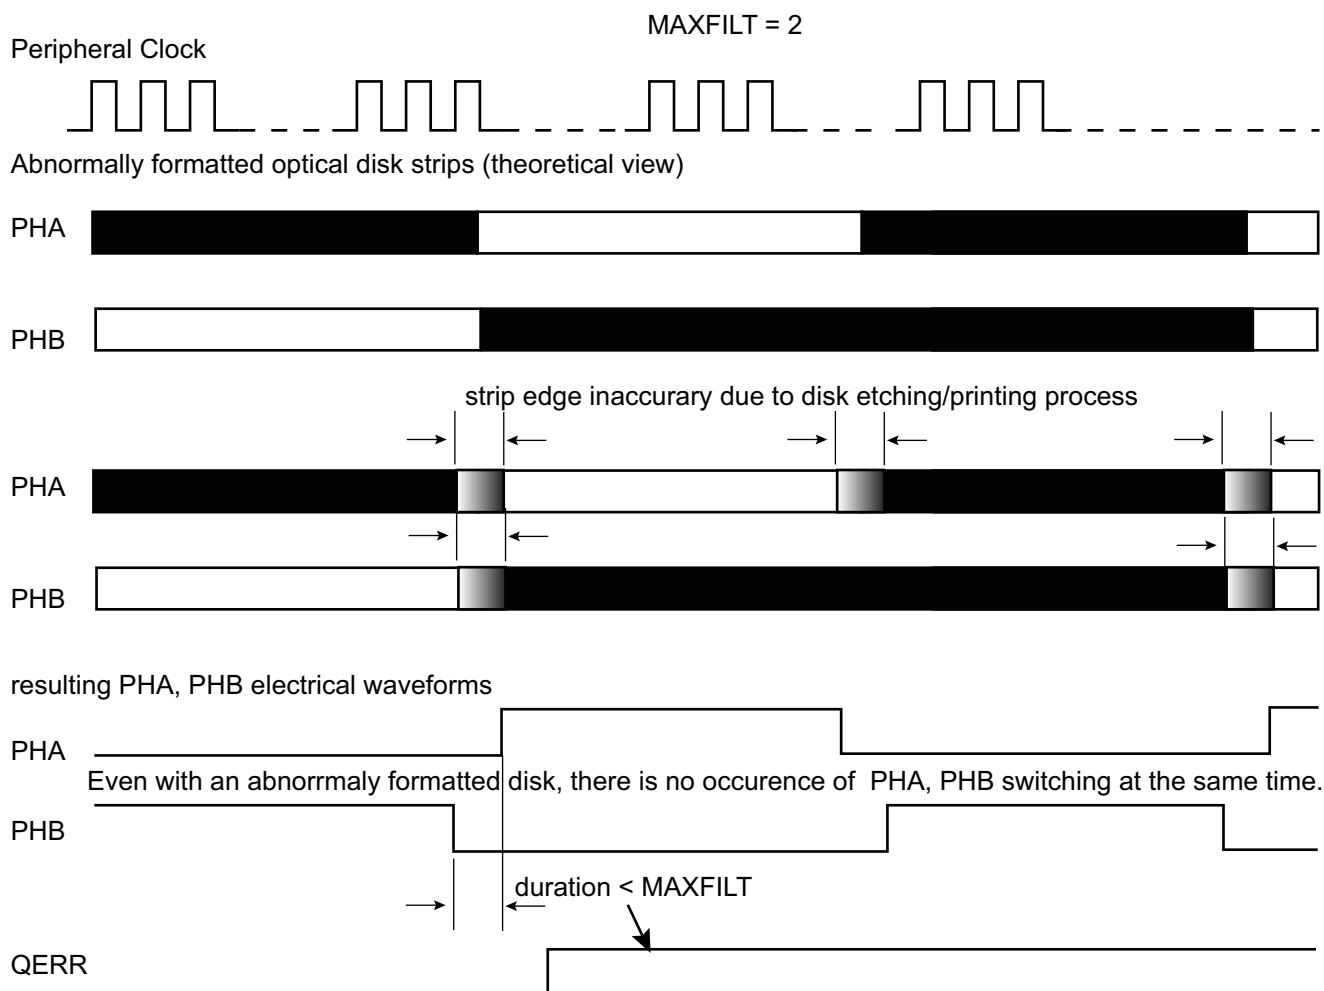 MAXFILT = 2
Peripheral Clock
Abnormally formatted optical disk strips (theoretical view)
PHA
PHB
strip edge inaccurary due to disk etching/printing process
PHA
PHB
resulting PHA, PHB electrical waveforms
PHA
Even with an abnorrmaly formatted disk, there is no occurence of PHA, PHB switching at the same time.
PHB
duration < MAXFILT
QERR